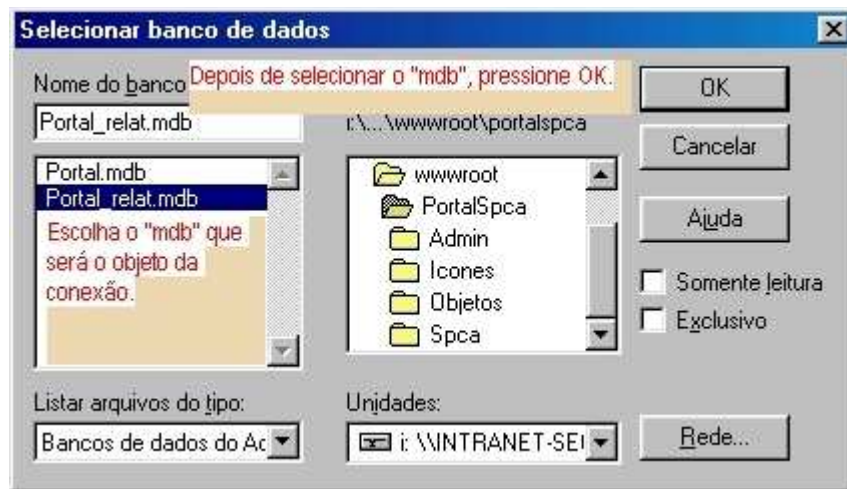 Selecionar banco de dados
Nome do banco
Depois de selecionar o "mdb", pressione OK.
OK
Portal_relat.mdb
i:\...\wwwroot\portalspca
Cancelar
Portal.mdb
Portal_relat.mdb
Escolha o "mdb" que
será o objeto da
conexão.
wwwroot
PortalSpca
Admin
Icones
Objetos
Spca
Ajuda
Somente leitura
Exclusivo
Listar arquivos do tipo:
Bancos de dados do Ac
Unidades:
i: \\INTRANET-SE
Rede...